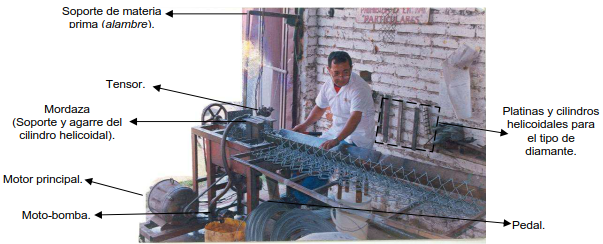 Soporte de materia
prima (alambre).
"PARTICULARES"
Tensor.
Mordaza
(Soporte y agarre del
cilindro helicoidal).
Platinas y cilindros
helicoidales para
el tipo de
diamante.
Motor principal.
Moto-bomba.
Pedal.